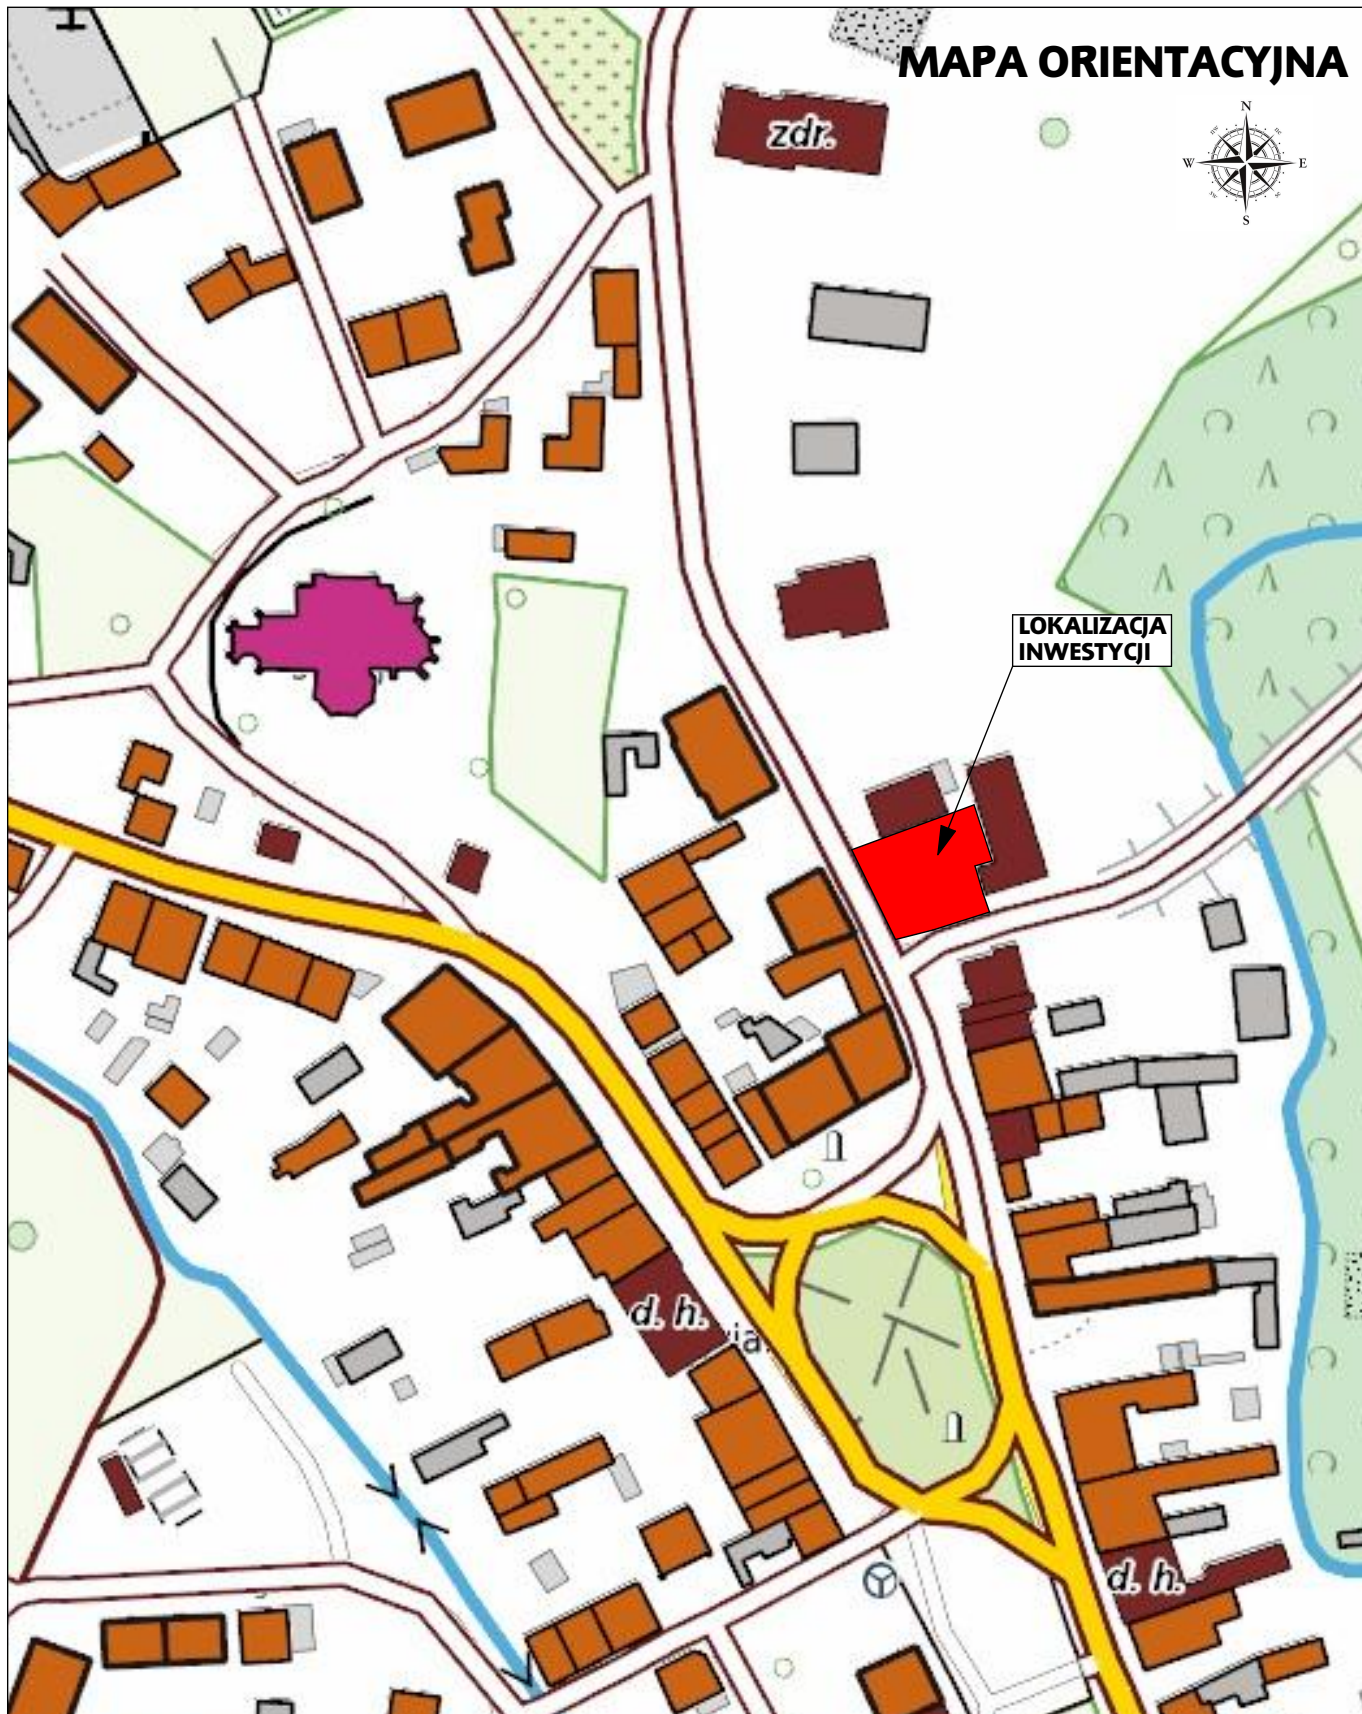 MAPA ORIENTACYJNA
zdr.
N
W
E
S
LOKALIZACJA
INWESTYCJI
d. h.
d. h.